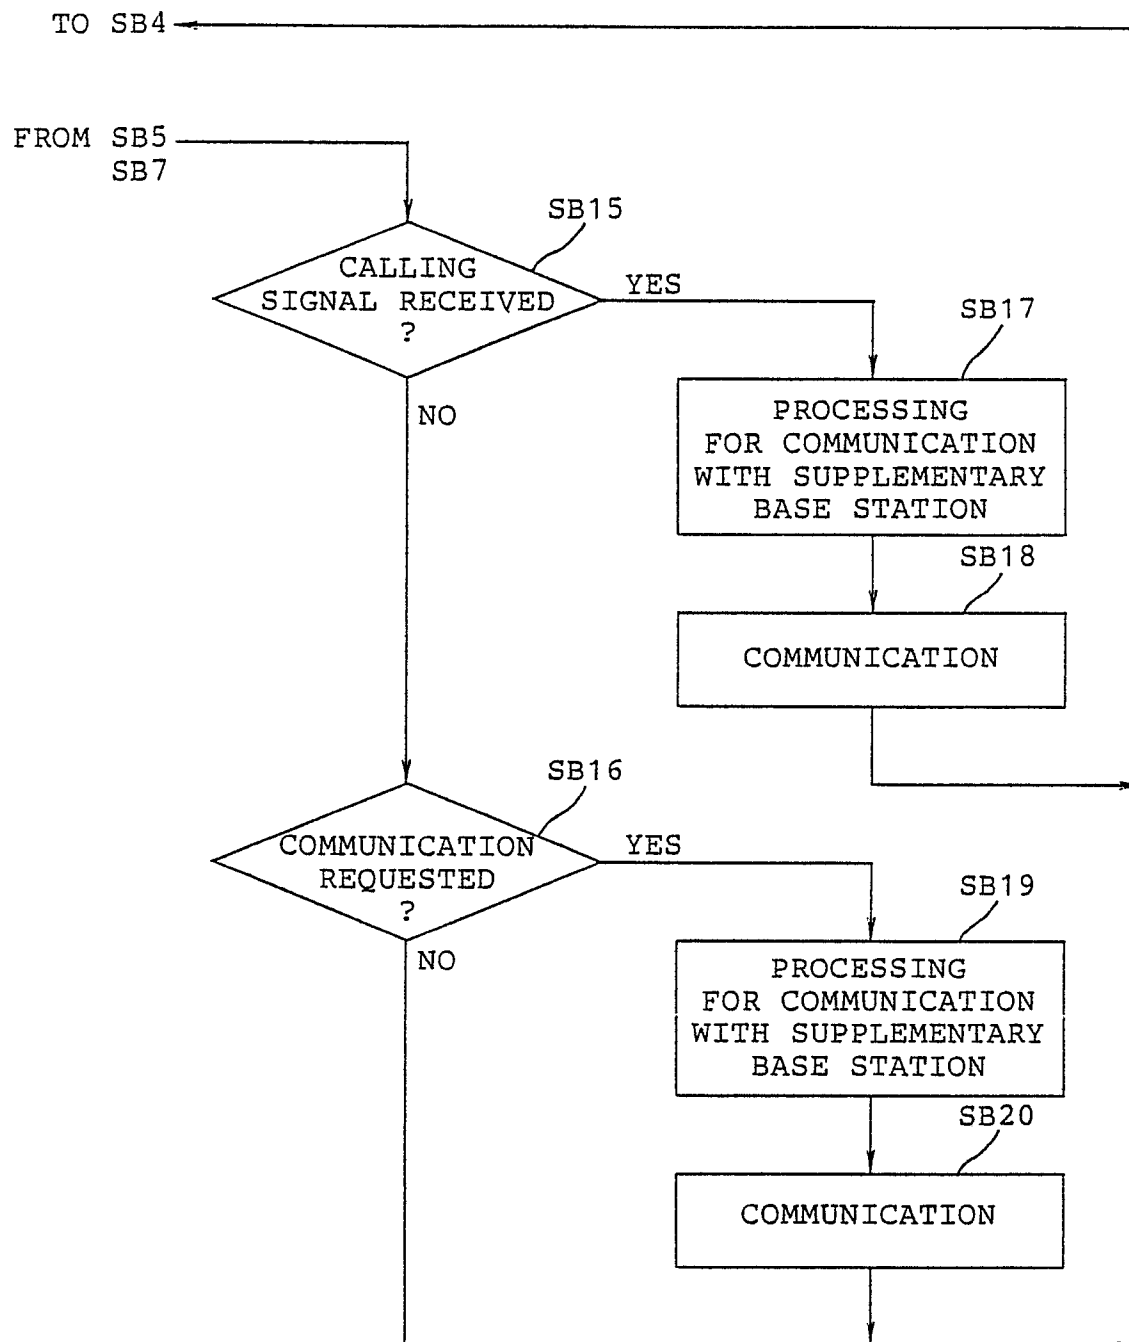 TO SB4
FROM SB5
SB7
SB15
CALLING
SIGNAL RECEIVED
?
YES
NO
SB17
PROCESSING
FOR COMMUNICATION
WITH SUPPLEMENTARY
BASE STATION
SB18
COMMUNICATION
SB16
COMMUNICATION
REQUESTED
?
YES
NO
SB19
PROCESSING
FOR COMMUNICATION
WITH SUPPLEMENTARY
BASE STATION
SB20
COMMUNICATION